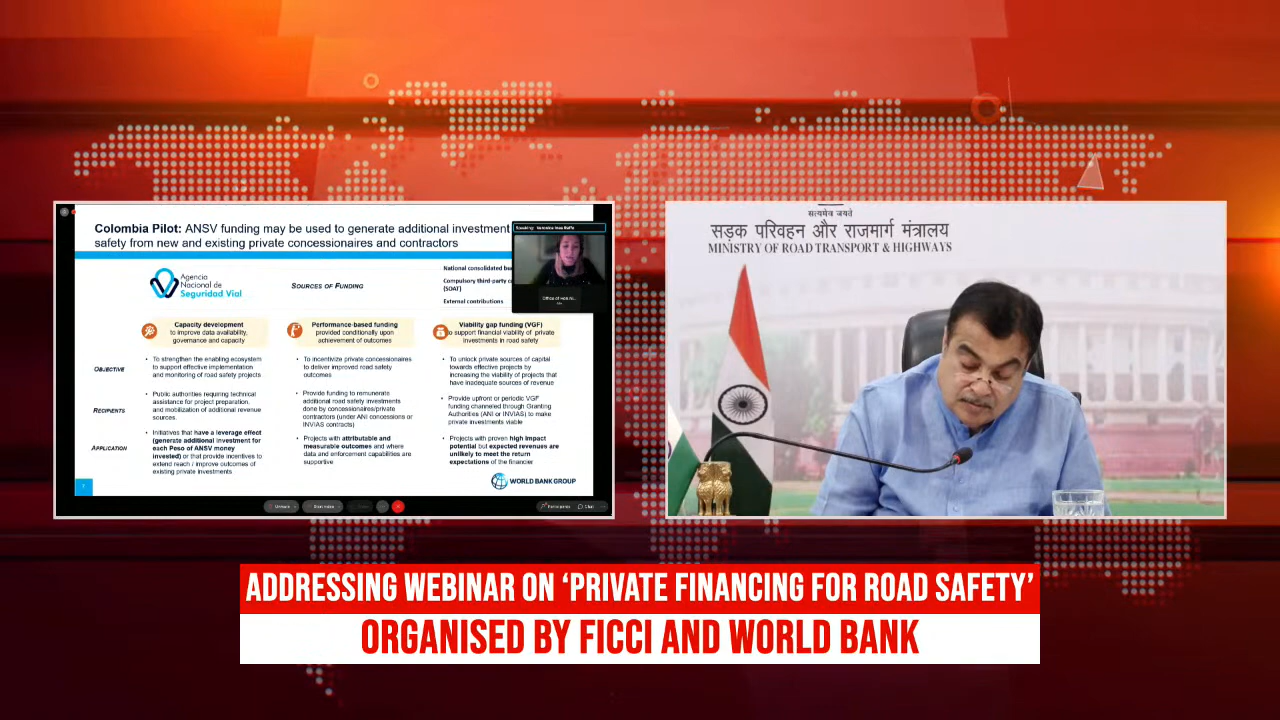 Colombia Pilot: ANSV funding may be used to generate additional investment
safety from new and existing private concessionaires and contractors
Agencia
Nacional de
Seguridad Vial
SOURCES OF FUNDING
National consolidated
Compulsory third-party
(SOAT)
External contributions
Capacity development
to improve data availability,
governance and capacity
Performance-based funding
provided conditionally upon
achievement of outcomes
Viability gap funding (VGF)
to support financial viability of private
investments in road safety
OBJECTIVE
• To strengthen the enabling ecosystem
to support effective implementation
and monitoring of road safety projects
• To incentivize private concessionaires
to deliver improved road safety
outcomes
• To unlock private sources of capital
towards effective projects by
increasing the viability of projects that
have inadequate sources of revenue
RECIPIENTS
• Public authorities requiring technical
assistance for project preparation,
and mobilization of additional revenue
sources.
• Provide funding to remunerate
additional road safety investments
done by concessionaires/private
contractors (under ANI concessions or
INVIAS contracts)
• Provide upfront or periodic VGF
funding channeled through Granting
Authorities (ANI or INVIAS) to make
private investments viable
APPLICATION
• Initiatives that have a leverage effect
(generate additional investment for
each Peso of ANSV money
invested) or that provide incentives to
extend reach / improve outcomes of
existing private investments
• Projects with attributable and
measurable outcomes and where
data and enforcement capabilities are
supportive
• Projects with proven high impact
potential but expected revenues are
unlikely to meet the return
expectations of the financier
7
WORLD BANK GROUP
Speaking:
Unmute
Start video
Participants
Chat
सत्यमेव जयते
सड़क परिवहन और राजमार्ग मंत्रालय
MINISTRY OF ROAD TRANSPORT & HIGHWAYS
ADDRESSING WEBINAR ON ‘PRIVATE FINANCING FOR ROAD SAFETY’
ORGANISED BY FICCI AND WORLD BANK